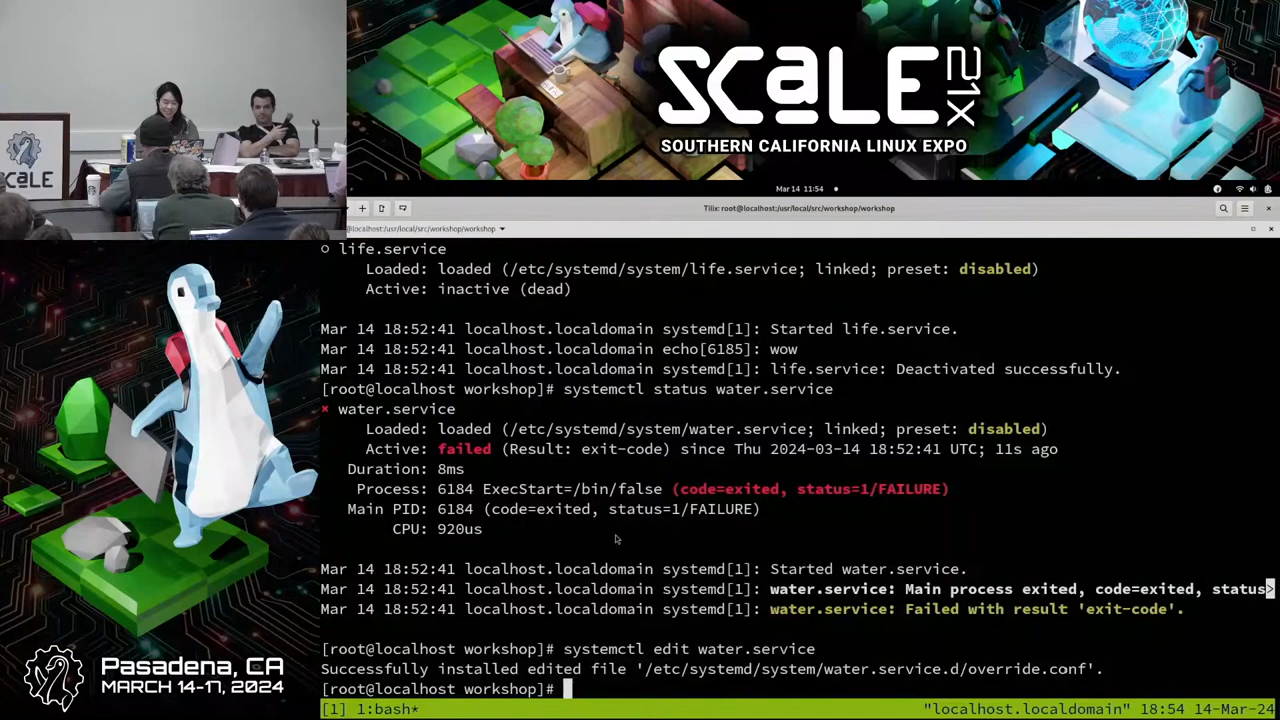 SCaLE 21X
SOUTHERN CALIFORNIA LINUX EXPO
SCaLE
Mar 14 11:54
Tilix: root@localhost:/usr/local/src/workshop/workshop
@localhost:/usr/local/src/workshop/workshop
○ life.service
Loaded: loaded (/etc/systemd/system/life.service; linked; preset: disabled)
Active: inactive (dead)
Mar 14 18:52:41 localhost.localdomain systemd[1]: Started life.service.
Mar 14 18:52:41 localhost.localdomain echo[6185]: wow
Mar 14 18:52:41 localhost.localdomain systemd[1]: life.service: Deactivated successfully.
[root@localhost workshop]# systemctl status water.service
× water.service
Loaded: loaded (/etc/systemd/system/water.service; linked; preset: disabled)
Active: failed (Result: exit-code) since Thu 2024-03-14 18:52:41 UTC; 11s ago
Duration: 8ms
Process: 6184 ExecStart=/bin/false (code=exited, status=1/FAILURE)
Main PID: 6184 (code=exited, status=1/FAILURE)
CPU: 920us
Mar 14 18:52:41 localhost.localdomain systemd[1]: Started water.service.
Mar 14 18:52:41 localhost.localdomain systemd[1]: water.service: Main process exited, code=exited, status>
Mar 14 18:52:41 localhost.localdomain systemd[1]: water.service: Failed with result 'exit-code'.
[root@localhost workshop]# systemctl edit water.service
Successfully installed edited file '/etc/systemd/system/water.service.d/override.conf'.
[root@localhost workshop]#
[1] 1:bash* "localhost.localdomain" 18:54 14-Mar-24
Pasadena, CA
MARCH 14-17, 2024